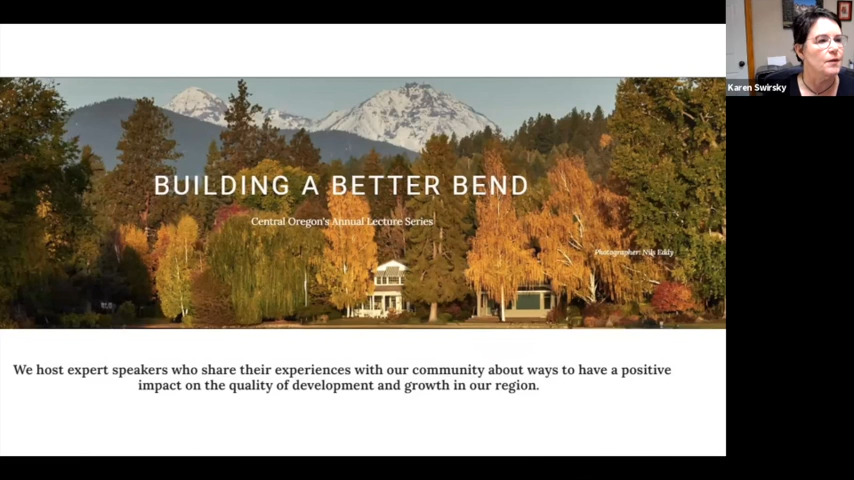 Karen Swirsky
BUILDING A BETTER BEND
Central Oregon's Annual Lecture Series
Photographer: Nils Eddy
We host expert speakers who share their experiences with our community about ways to have a positive
impact on the quality of development and growth in our region.